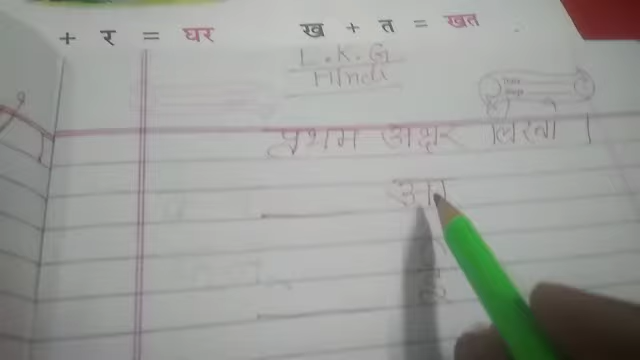 + र = घर ख + त = खत
L.K.G
Hindi
प्रथम अक्षर लिखो ।